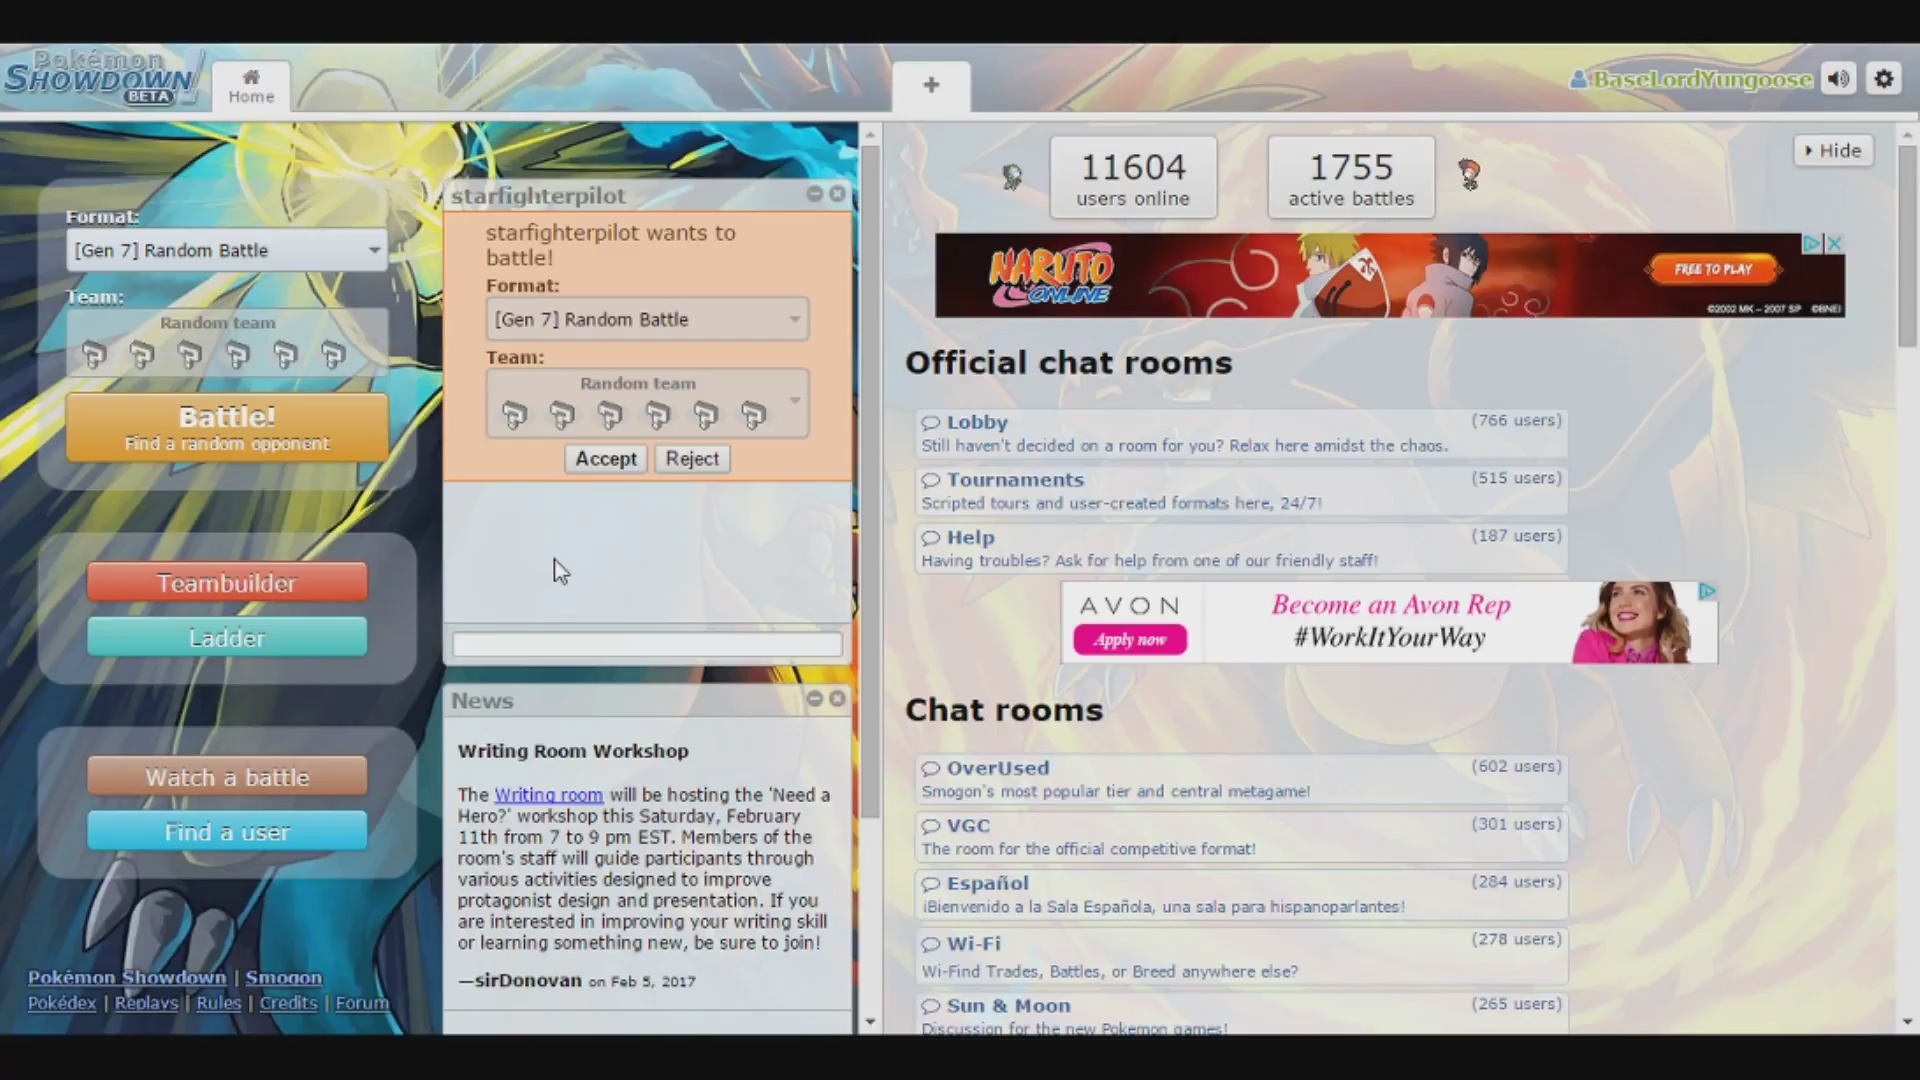 Pokémon
SHOWDOWN!
BETA
Home
+
BaseLordYungoose
Format:
[Gen 7] Random Battle
Team:
Random team
Battle!
Find a random opponent
Teambuilder
Ladder
Watch a battle
Find a user
Pokémon Showdown | Smogon
Pokédex | Replays | Rules | Credits | Forum
starfighterpilot
starfighterpilot wants to
battle!
Format:
[Gen 7] Random Battle
Team:
Random team
Accept Reject
News
Writing Room Workshop
The Writing room will be hosting the 'Need a
Hero?' workshop this Saturday, February
11th from 7 to 9 pm EST. Members of the
room's staff will guide participants through
various activities designed to improve
protagonist design and presentation. If you
are interested in improving your writing skill
or learning something new, be sure to join!
—sirDonovan on Feb 5, 2017
11604
users online
1755
active battles
Hide
NARUTO
ONLINE
FREE TO PLAY
©2002 MK – 2007 SP ©BNEI
Official chat rooms
Lobby (766 users)
Still haven't decided on a room for you? Relax here amidst the chaos.
Tournaments (515 users)
Scripted tours and user-created formats here, 24/7!
Help (187 users)
Having troubles? Ask for help from one of our friendly staff!
AVON
Apply now
Become an Avon Rep
#WorkItYourWay
Chat rooms
OverUsed (602 users)
Smogon's most popular tier and central metagame!
VGC (301 users)
The room for the official competitive format!
Español (284 users)
¡Bienvenido a la Sala Española, una sala para hispanoparlantes!
Wi-Fi (278 users)
Wi-Find Trades, Battles, or Breed anywhere else?
Sun & Moon (265 users)
Discussion for the new Pokemon games!